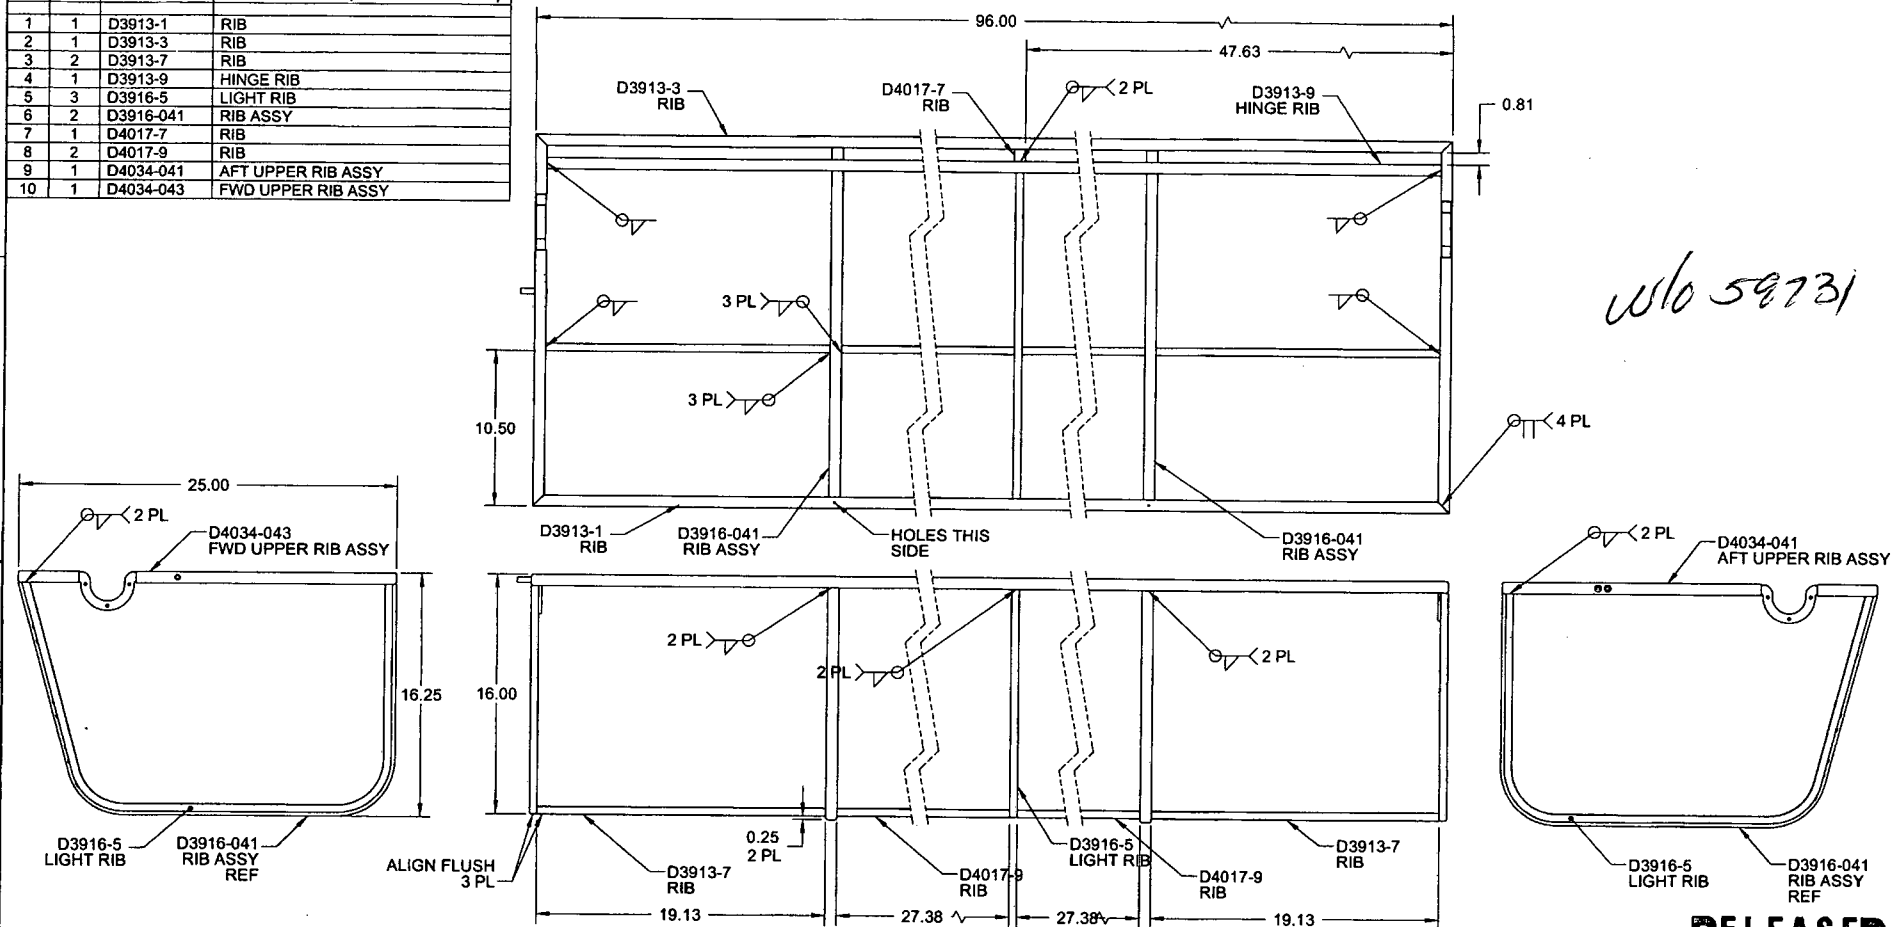 1 1 D3913-1 RIB
2 1 D3913-3 RIB
3 2 D3913-7 RIB
4 1 D3913-9 HINGE RIB
5 3 D3916-5 LIGHT RIB
6 2 D3916-041 RIB ASSY
7 1 D4017-7 RIB
8 2 D4017-9 RIB
9 1 D4034-041 AFT UPPER RIB ASSY
10 1 D4034-043 FWD UPPER RIB ASSY
96.00
47.63
D3913-3
RIB
D4017-7
RIB
2 PL
D3913-9
HINGE RIB
0.81
3 PL
3 PL
10.50
4 PL
w/o 59731
D3913-1
RIB
D3916-041
RIB ASSY
HOLES THIS
SIDE
D3916-041
RIB ASSY
25.00
2 PL
D4034-043
FWD UPPER RIB ASSY
16.25
D3916-5
LIGHT RIB
D3916-041
RIB ASSY
REF
16.00
2 PL
2 PL
2 PL
ALIGN FLUSH
3 PL
D3913-7
RIB
0.25
2 PL
D4017-9
RIB
D3916-5
LIGHT RIB
D4017-9
RIB
D3913-7
RIB
19.13
27.38
27.38
19.13
2 PL
D4034-041
AFT UPPER RIB ASSY
D3916-5
LIGHT RIB
D3916-041
RIB ASSY
REF
RELEASED